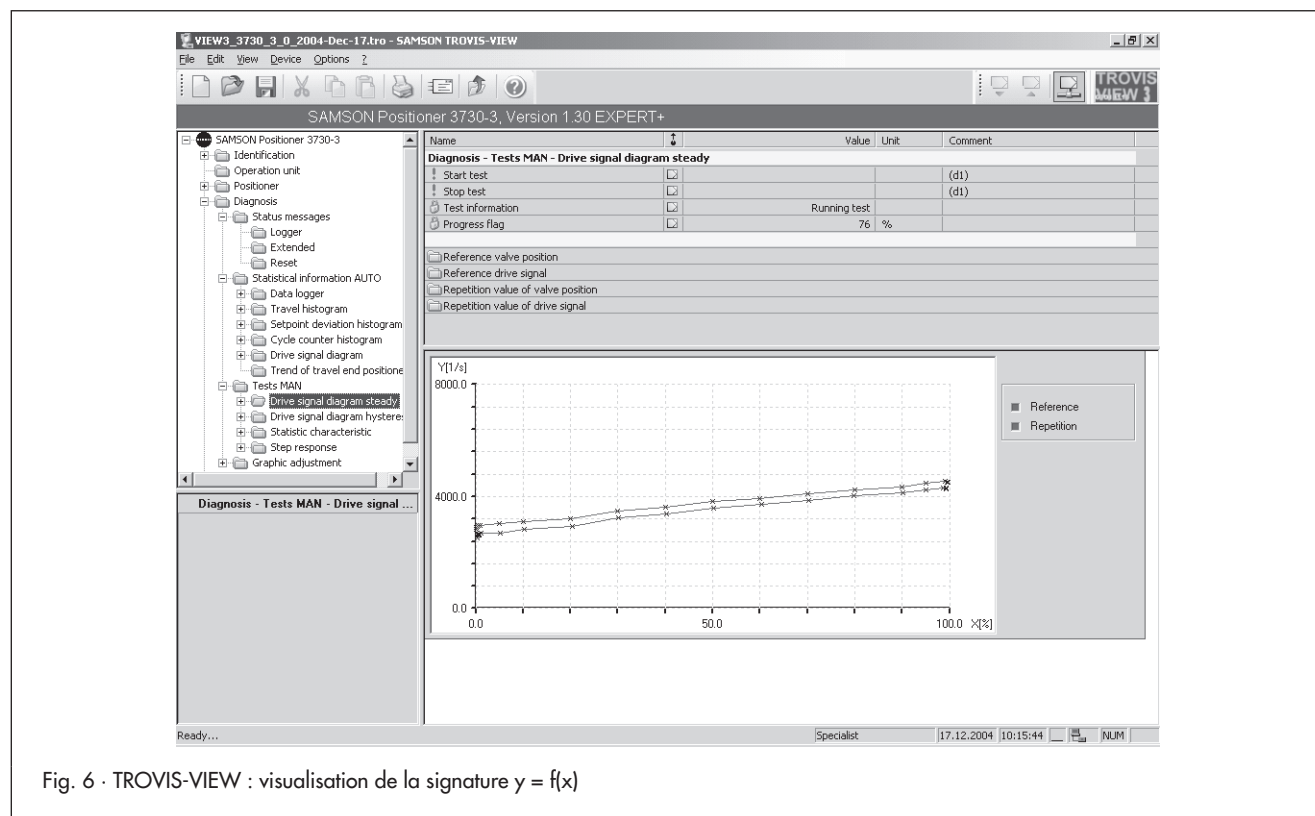 VIEW3_3730_3_0_2004-Dec-17.tro - SAMSON TROVIS-VIEW
File Edit View Device Options ?
TROVIS
VIEW 3
SAMSON Positioner 3730-3, Version 1.30 EXPERT+
SAMSON Positioner 3730-3
Identification
Operation unit
Positioner
Diagnosis
Status messages
Logger
Extended
Reset
Statistical information AUTO
Data logger
Travel histogram
Setpoint deviation histogram
Cycle counter histogram
Drive signal diagram
Trend of travel end positione
Tests MAN
Drive signal diagram steady
Drive signal diagram hystere
Statistic characteristic
Step response
Graphic adjustment
Diagnosis - Tests MAN - Drive signal ...
Name Value Unit Comment
Diagnosis - Tests MAN - Drive signal diagram steady
Start test (d1)
Stop test (d1)
Test information Running test
Progress flag 76 %
Reference valve position
Reference drive signal
Repetition value of valve position
Repetition value of drive signal
Y[1/s]
8000.0
4000.0
0.0
0.0 50.0 100.0 X[%]
Reference
Repetition
Ready... Specialist 17.12.2004 10:15:44 NUM
Fig. 6 · TROVIS-VIEW : visualisation de la signature y = f(x)